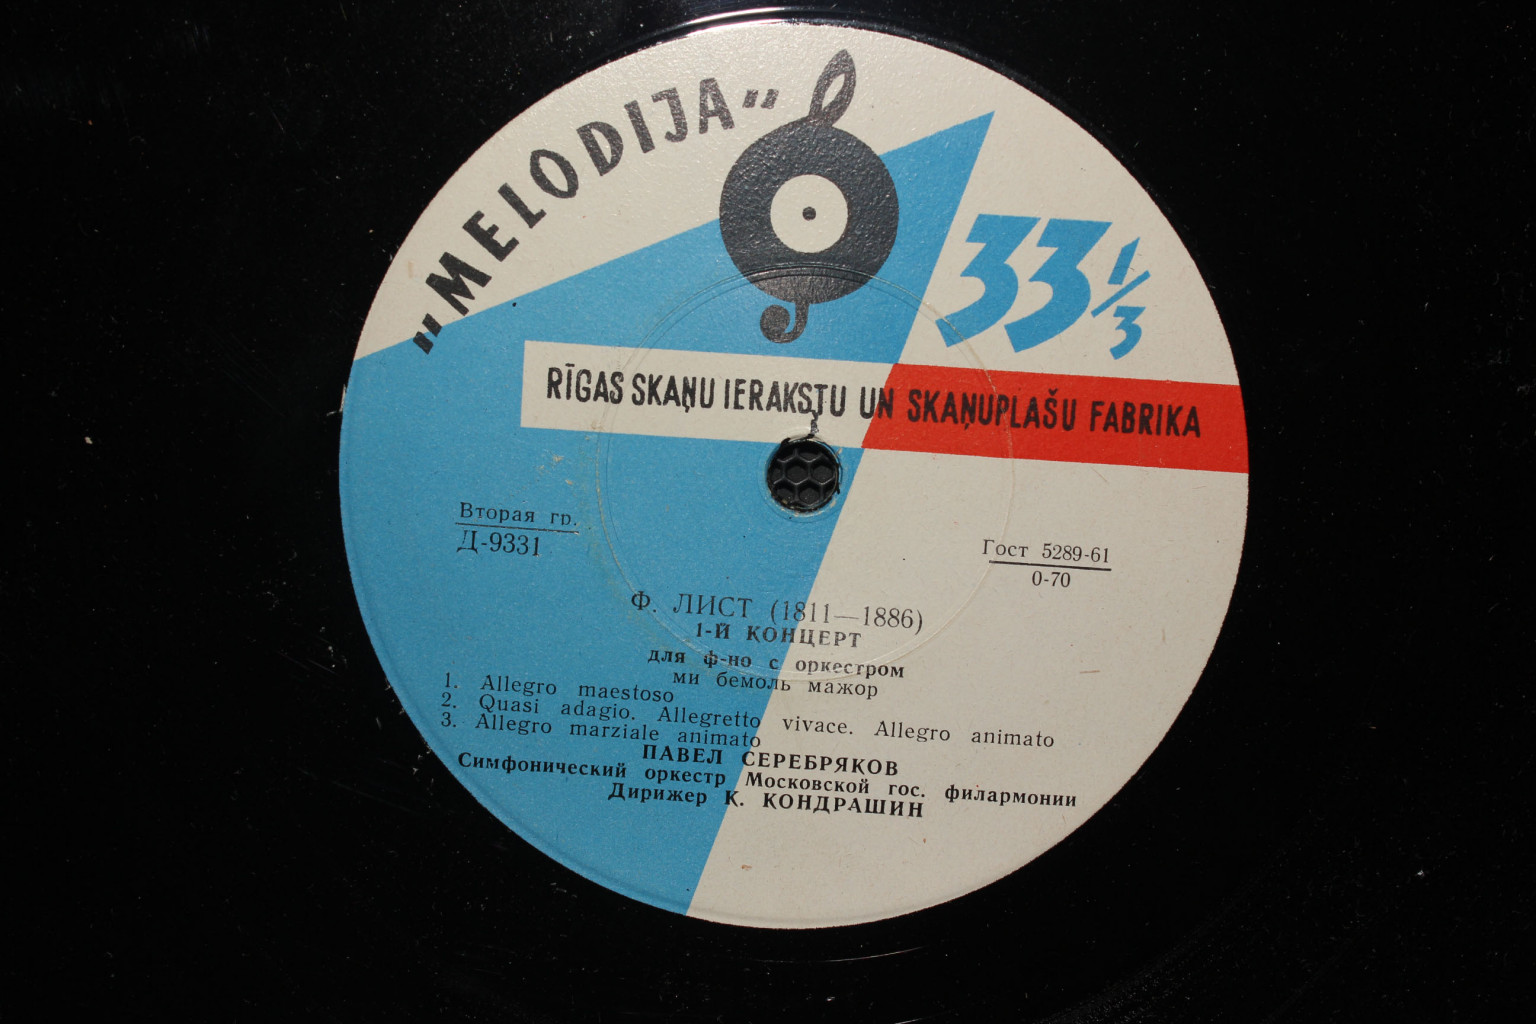 „MELODIJA”
33 1/3
RĪGAS SKAŅU IERAKSTU UN SKAŅUPLAŠU FABRIKA
Вторая гр.
Д-9331
Гост 5289-61
0-70
Ф. ЛИСТ (1811—1886)
1-Й КОНЦЕРТ
для ф-но с оркестром
ми бемоль мажор
1. Allegro maestoso
2. Quasi adagio. Allegretto vivace. Allegro animato
3. Allegro marziale animato
ПАВЕЛ СЕРЕБРЯКОВ
Симфонический оркестр Московской гос. филармонии
Дирижер К. КОНДРАШИН